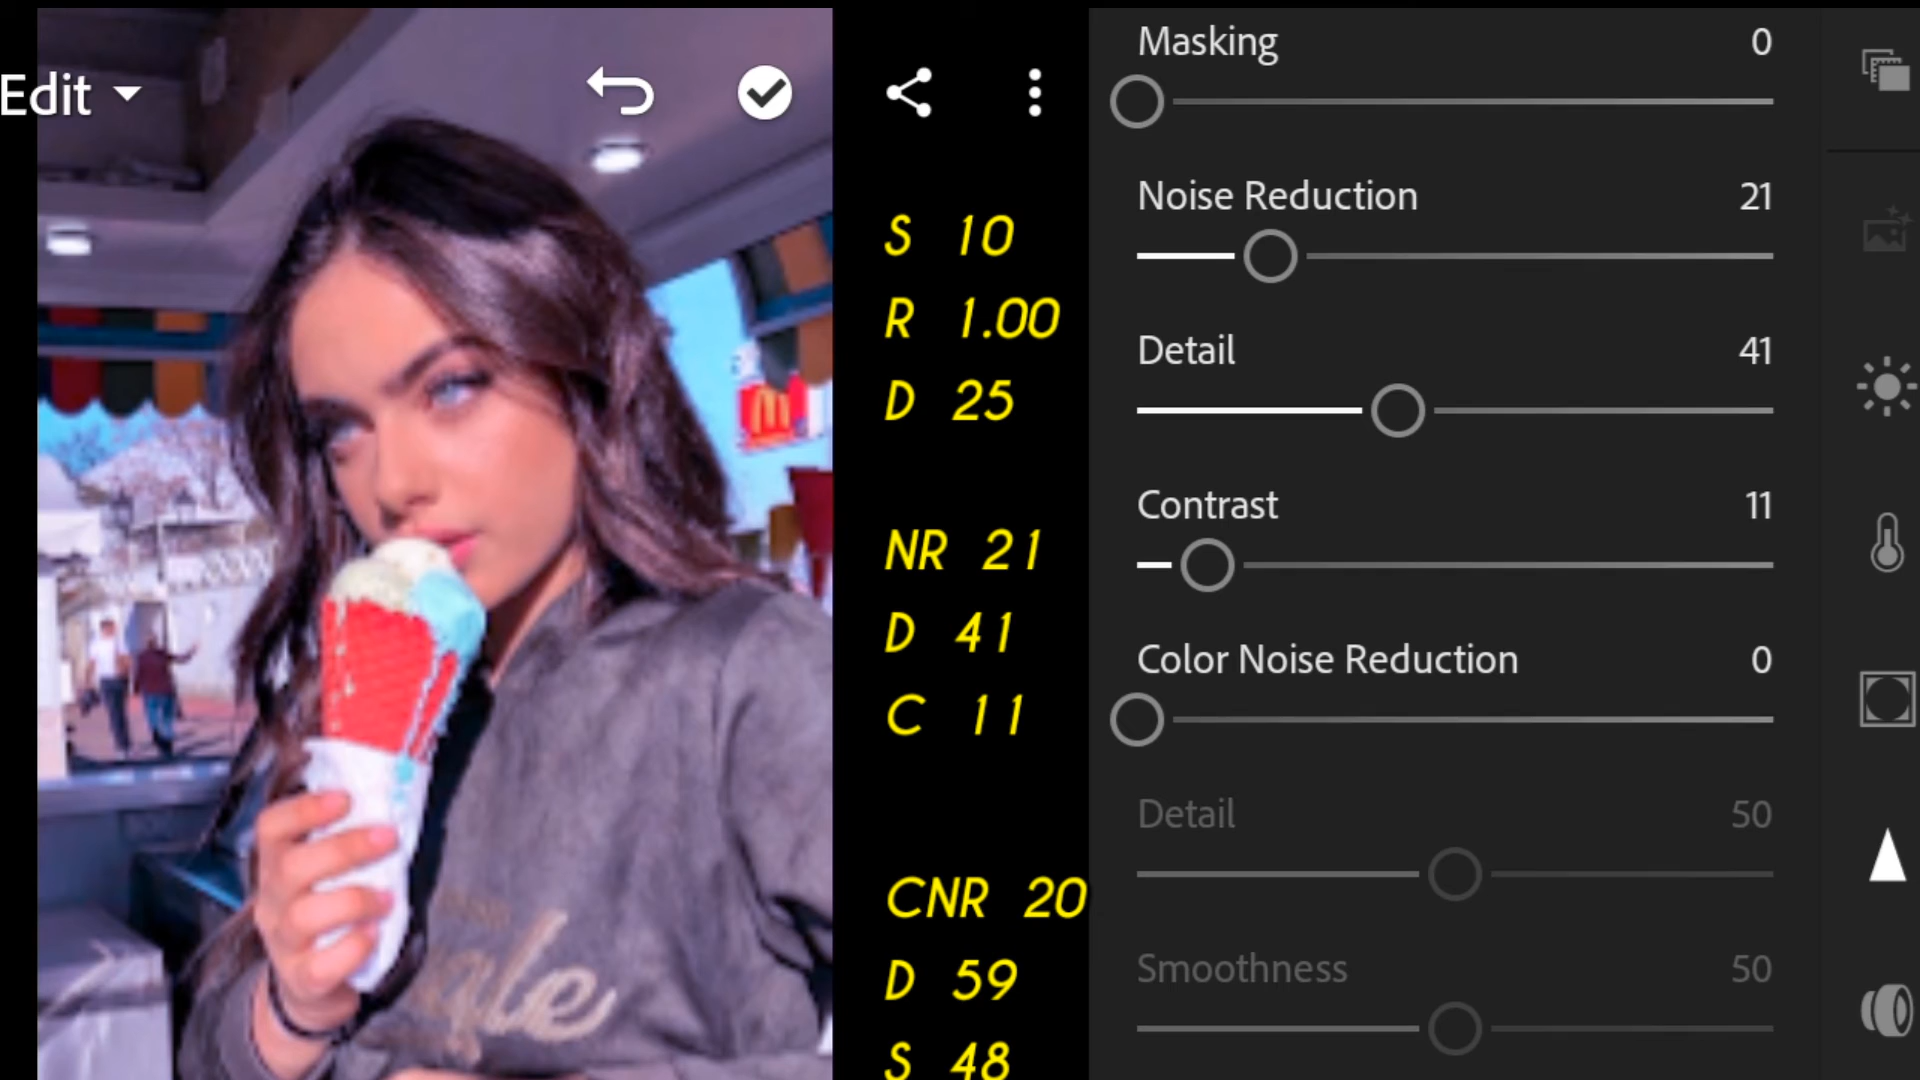 Edit
S 10
R 1.00
D 25
NR 21
D 41
C 11
CNR 20
D 59
S 48
Masking 0
Noise Reduction 21
Detail 41
Contrast 11
Color Noise Reduction 0
Detail 50
Smoothness 50